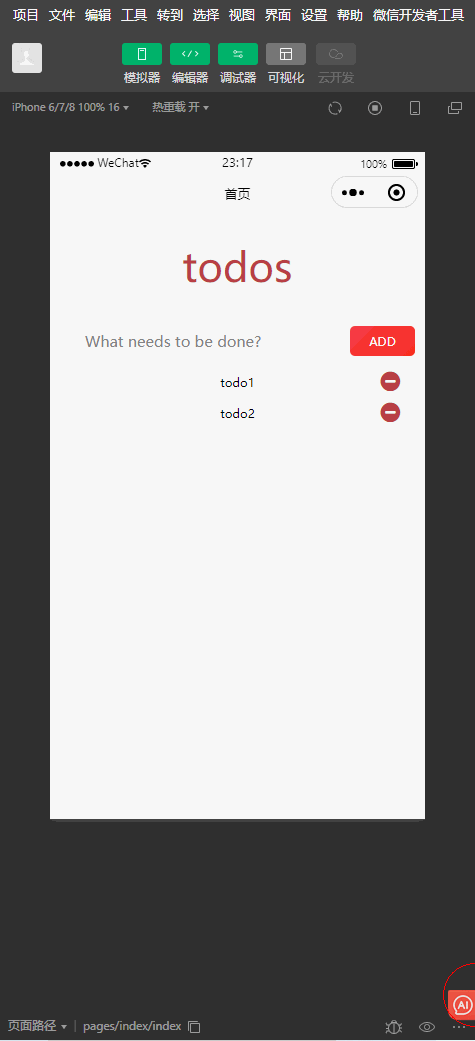 项目 文件 编辑 工具 转到 选择 视图 界面 设置 帮助 微信开发者工具
模拟器 编辑器 调试器 可视化 云开发
iPhone 6/7/8 100% 16 热重载 开
WeChat 23:17 100%
首页
todos
What needs to be done? ADD
todo1
todo2
AI
页面路径 pages/index/index